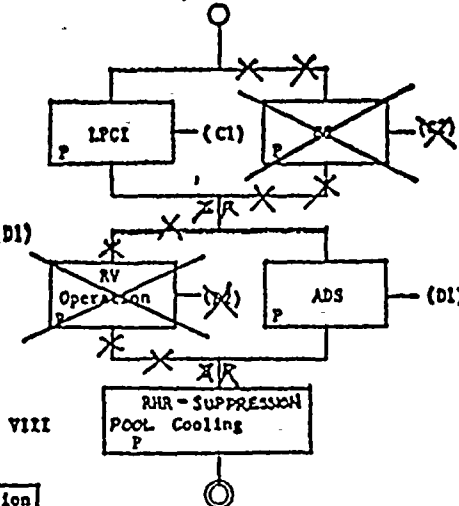 LPCI
P
(C1)
P
D1)
RV
Operation
P
ADS
P
(D1)
VIII
RHR-SUPPRESSION
POOL Cooling
P
ion